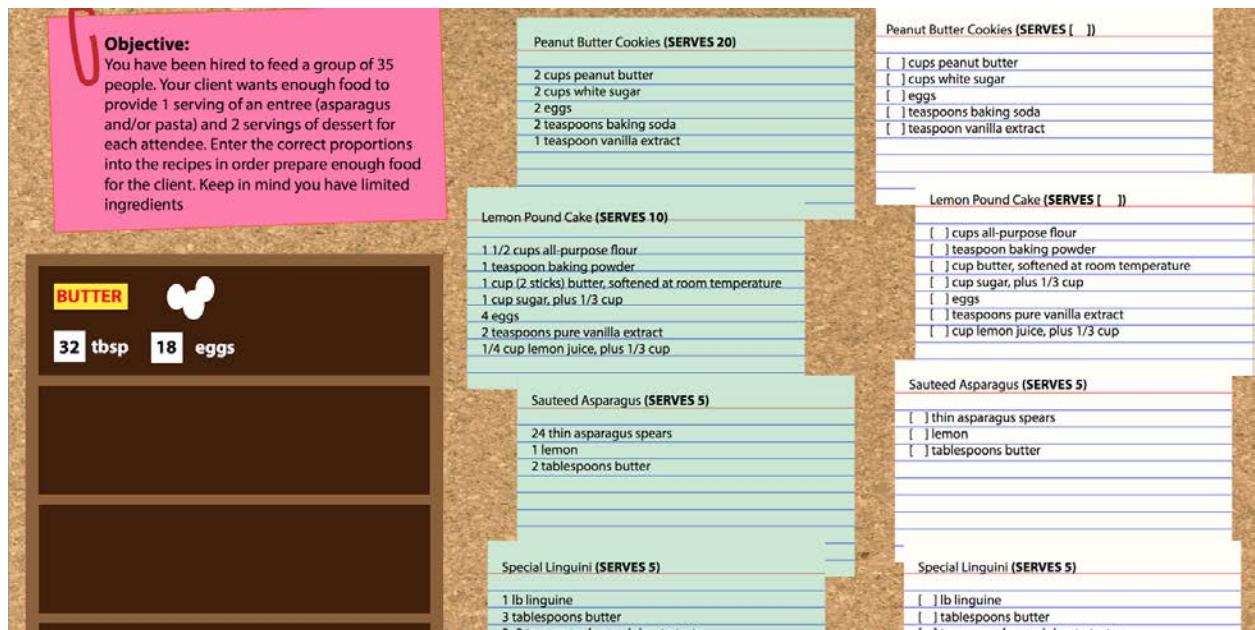 Objective:
You have been hired to feed a group of 35
people. Your client wants enough food to
provide 1 serving of an entree (asparagus
and/or pasta) and 2 servings of dessert for
each attendee. Enter the correct proportions
into the recipes in order prepare enough food
for the client. Keep in mind you have limited
ingredients
BUTTER
32 tbsp 18 eggs
Peanut Butter Cookies (SERVES 20)
2 cups peanut butter
2 cups white sugar
2 eggs
2 teaspoons baking soda
1 teaspoon vanilla extract
Lemon Pound Cake (SERVES 10)
1 1/2 cups all-purpose flour
1 teaspoon baking powder
1 cup (2 sticks) butter, softened at room temperature
1 cup sugar, plus 1/3 cup
4 eggs
2 teaspoons pure vanilla extract
1/4 cup lemon juice, plus 1/3 cup
Sauteed Asparagus (SERVES 5)
24 thin asparagus spears
1 lemon
2 tablespoons butter
Special Linguini (SERVES 5)
1 lb linguine
3 tablespoons butter
Peanut Butter Cookies (SERVES [ ])
[ ] cups peanut butter
[ ] cups white sugar
[ ] eggs
[ ] teaspoons baking soda
[ ] teaspoon vanilla extract
Lemon Pound Cake (SERVES [ ])
[ ] cups all-purpose flour
[ ] teaspoon baking powder
[ ] cup butter, softened at room temperature
[ ] cup sugar, plus 1/3 cup
[ ] eggs
[ ] teaspoons pure vanilla extract
[ ] cup lemon juice, plus 1/3 cup
Sauteed Asparagus (SERVES 5)
[ ] thin asparagus spears
[ ] lemon
[ ] tablespoons butter
Special Linguini (SERVES 5)
[ ] lb linguine
[ ] tablespoons butter